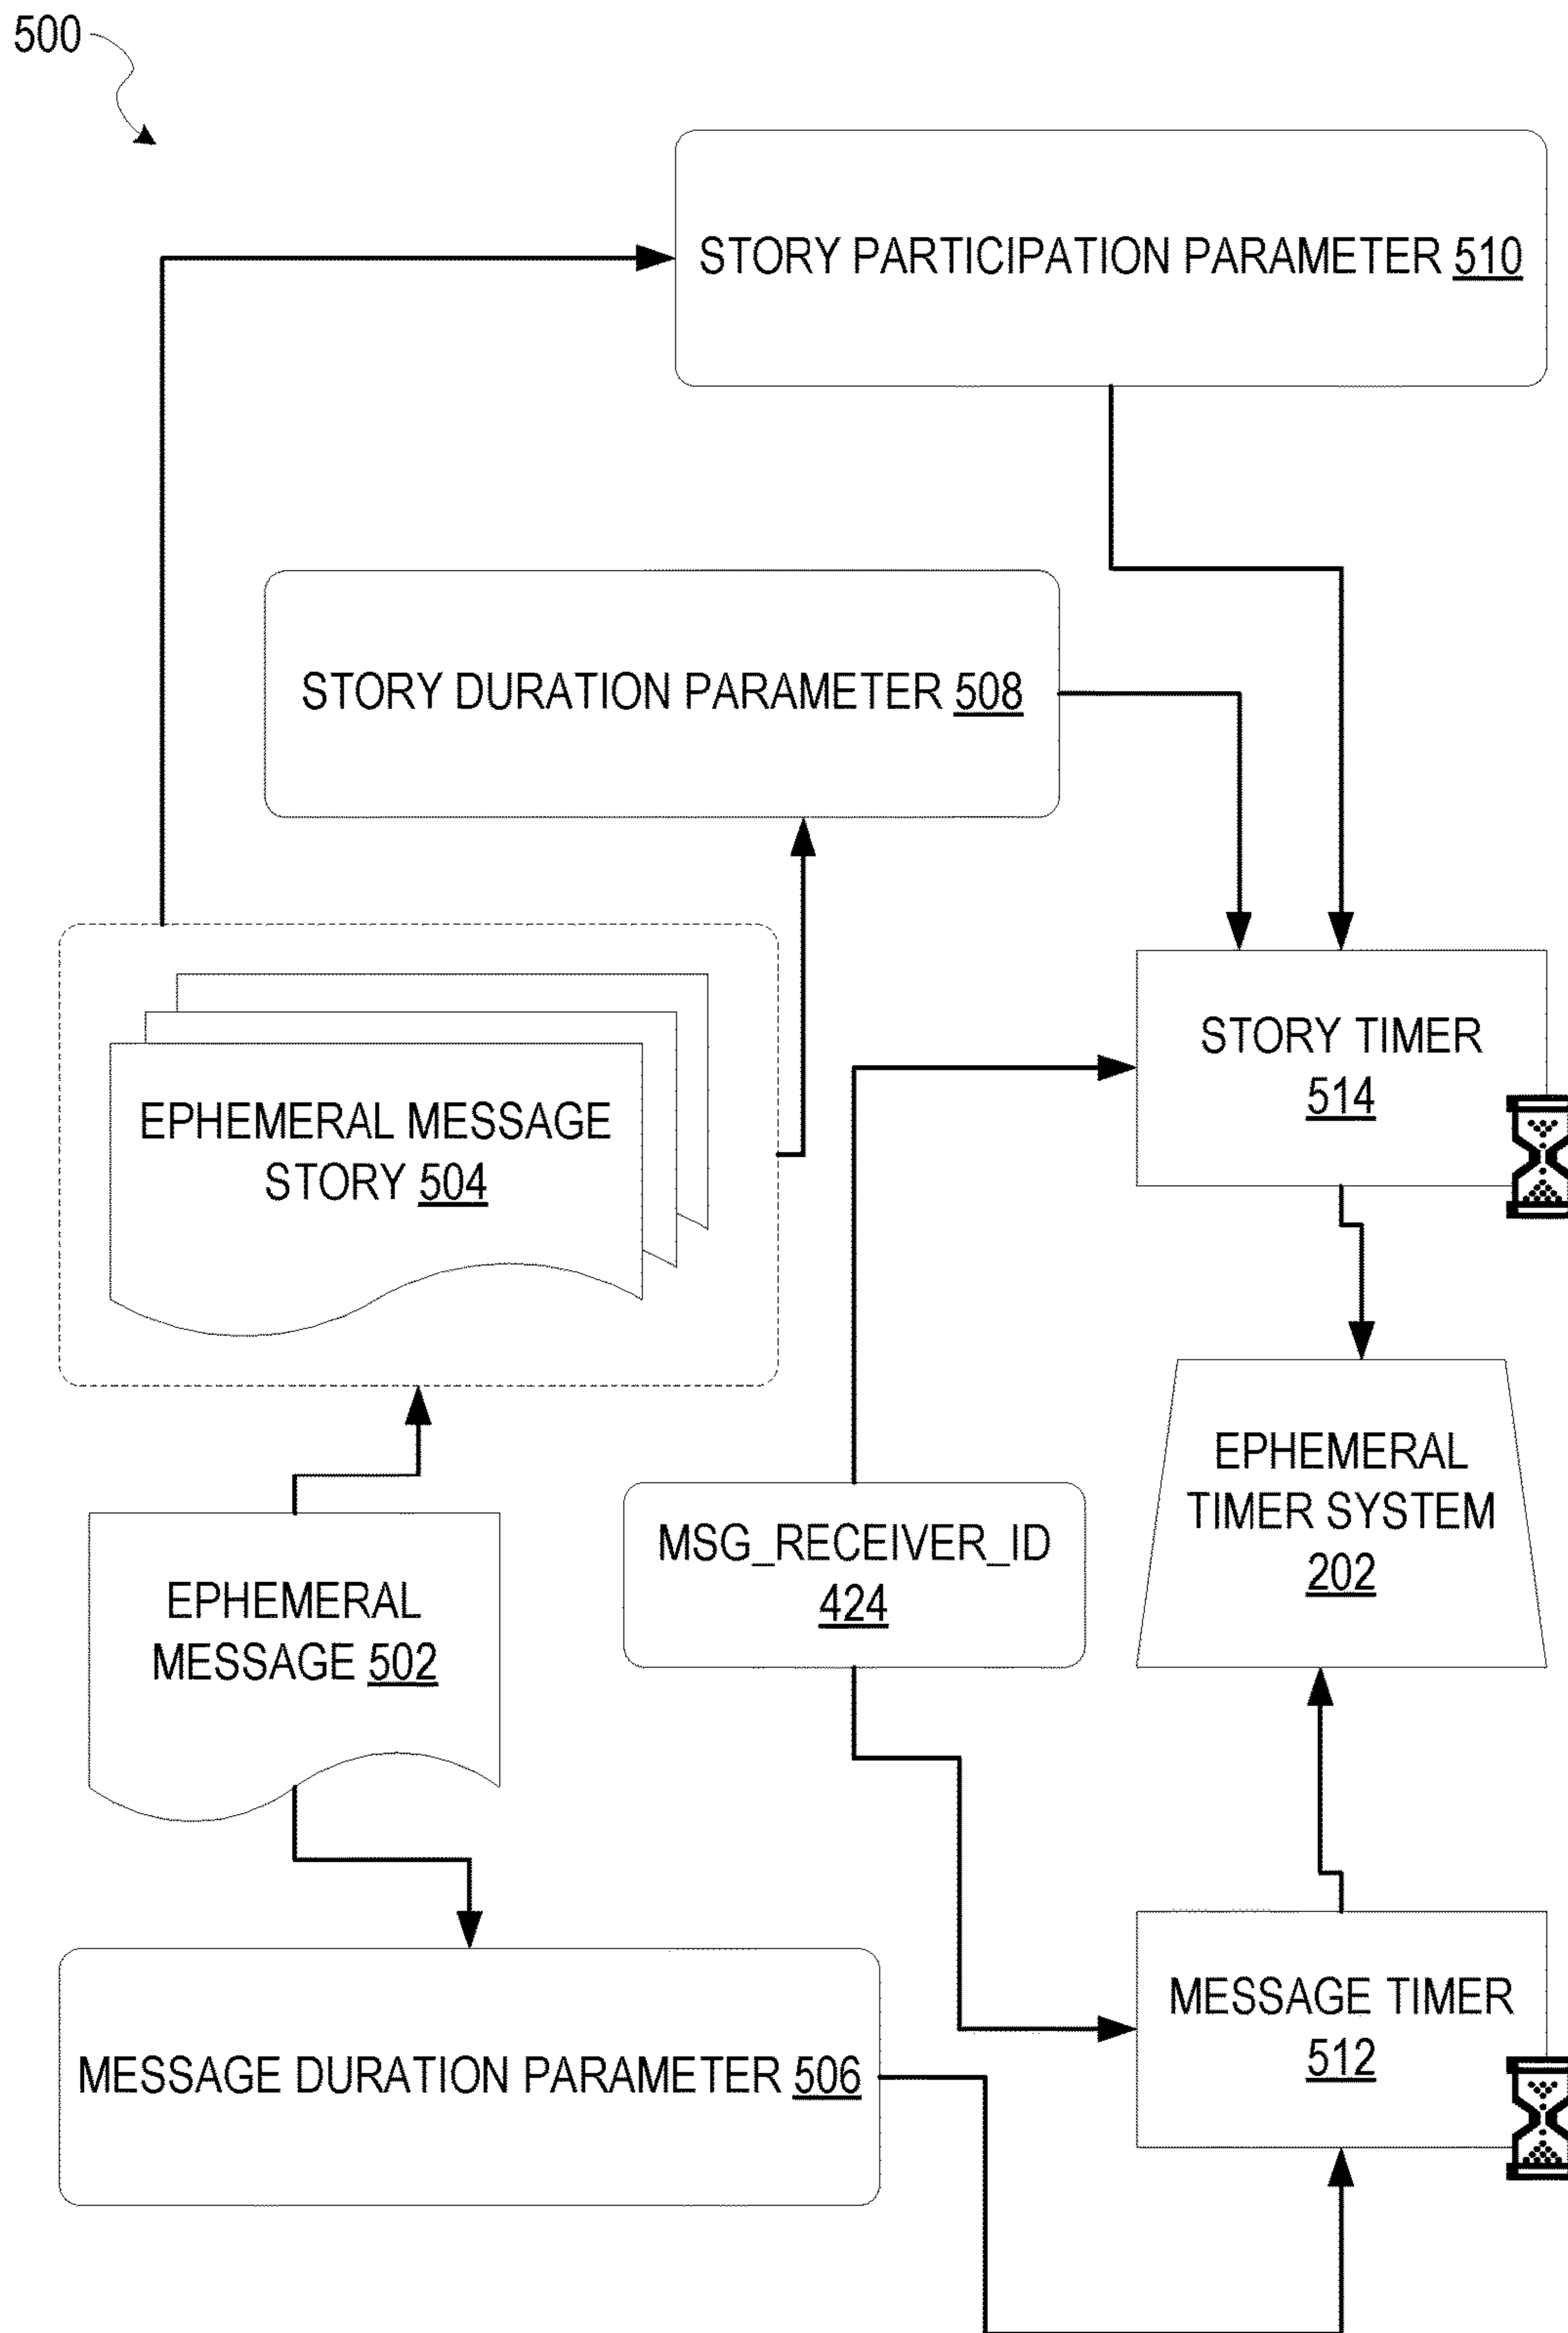 500
STORY PARTICIPATION PARAMETER 510
STORY DURATION PARAMETER 508
STORY TIMER
514
EPHEMERAL MESSAGE
STORY 504
EPHEMERAL
TIMER SYSTEM
202
MSG_RECEIVER_ID
424
EPHEMERAL
MESSAGE 502
MESSAGE TIMER
512
MESSAGE DURATION PARAMETER 506